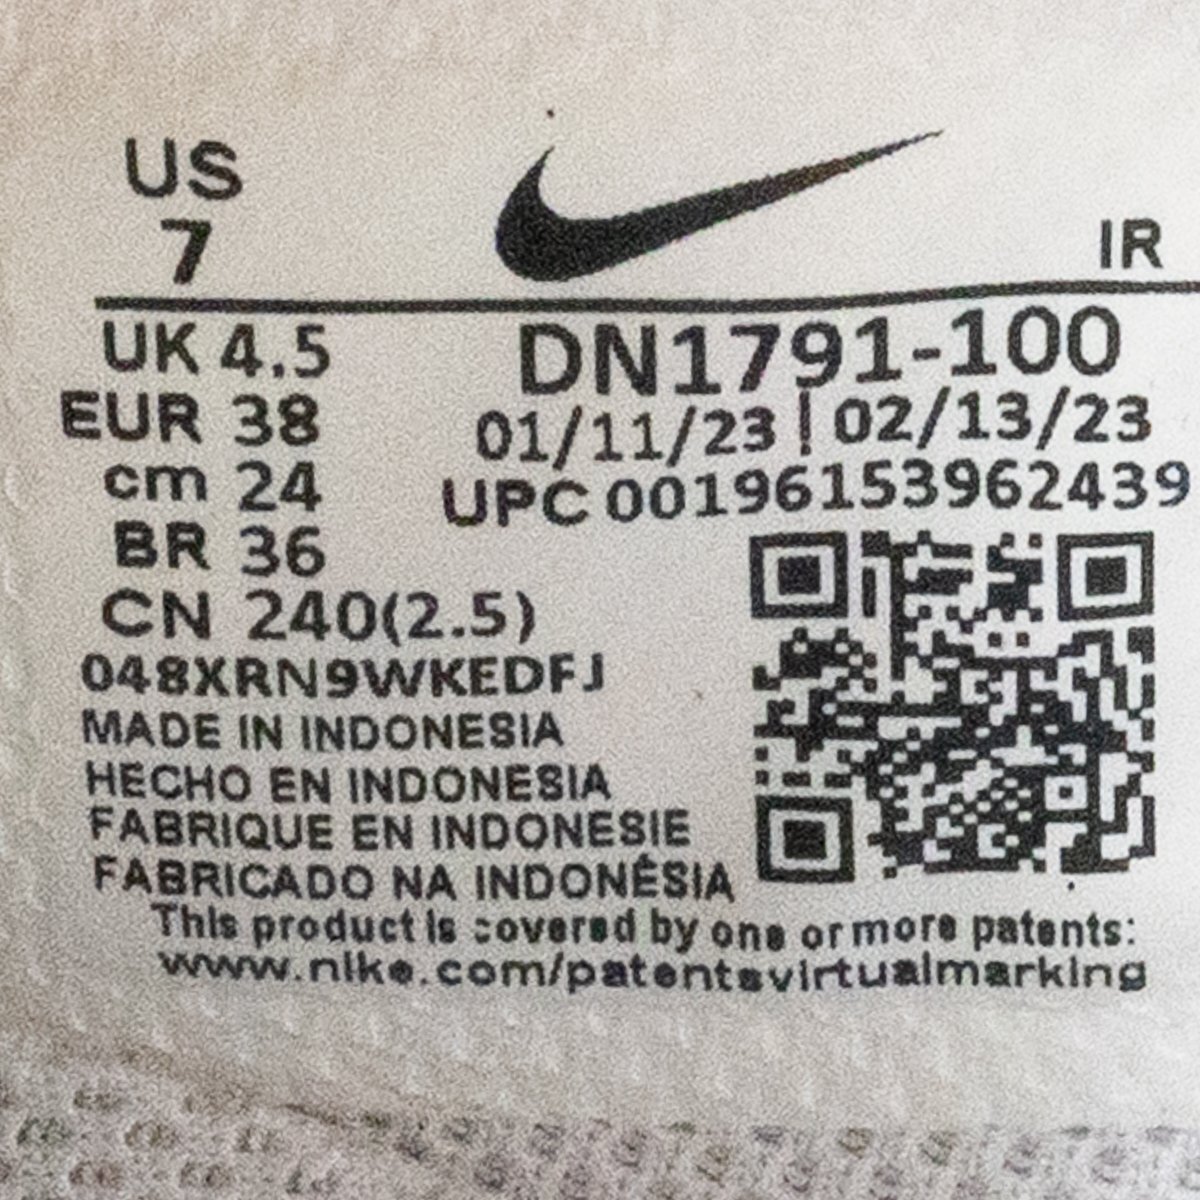 US
7
IR
UK 4.5
EUR 38
cm 24
BR 36
CN 240(2.5)
DN1791-100
01/11/23 | 02/13/23
UPC 00196153962439
048XRN9WKEDFJ
MADE IN INDONESIA
HECHO EN INDONESIA
FABRIQUE EN INDONESIE
FABRICADO NA INDONÉSIA
This product is covered by one or more patents:
www.nike.com/patentsvirtualmarking